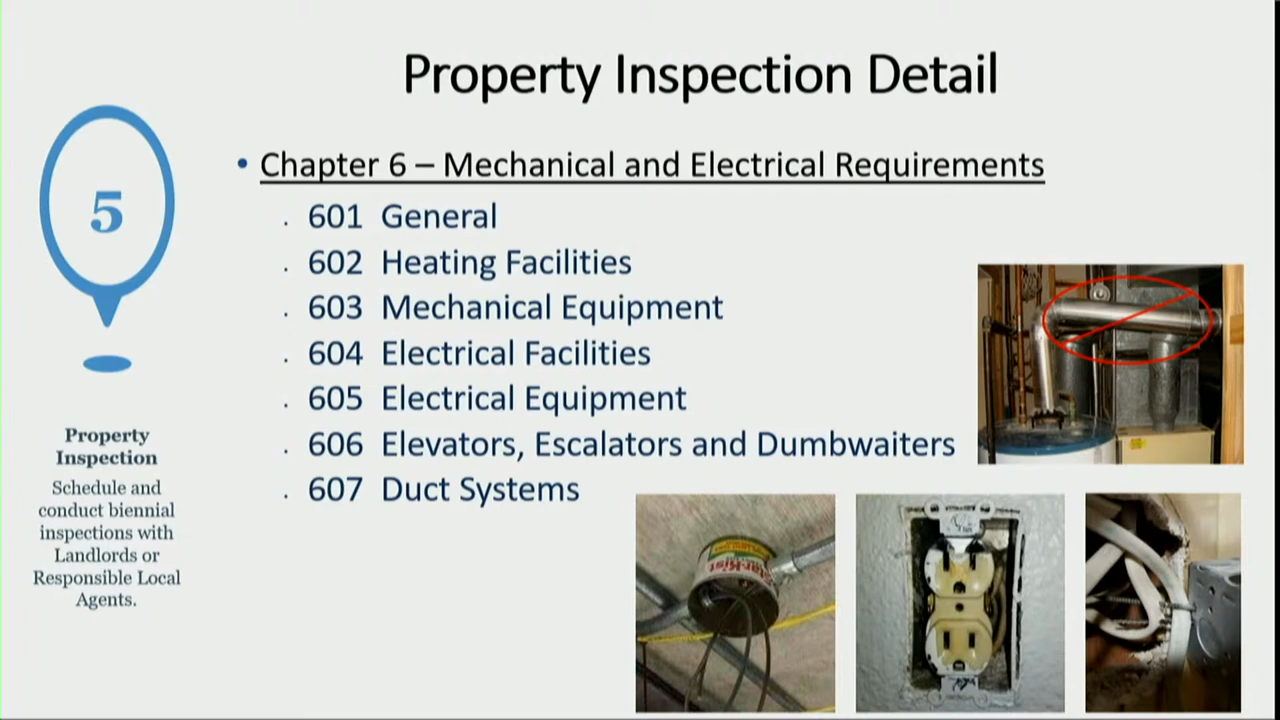 Property Inspection Detail
5
• Chapter 6 – Mechanical and Electrical Requirements
. 601 General
. 602 Heating Facilities
. 603 Mechanical Equipment
. 604 Electrical Facilities
. 605 Electrical Equipment
. 606 Elevators, Escalators and Dumbwaiters
. 607 Duct Systems
Property
Inspection
Schedule and
conduct biennial
inspections with
Landlords or
Responsible Local
Agents.